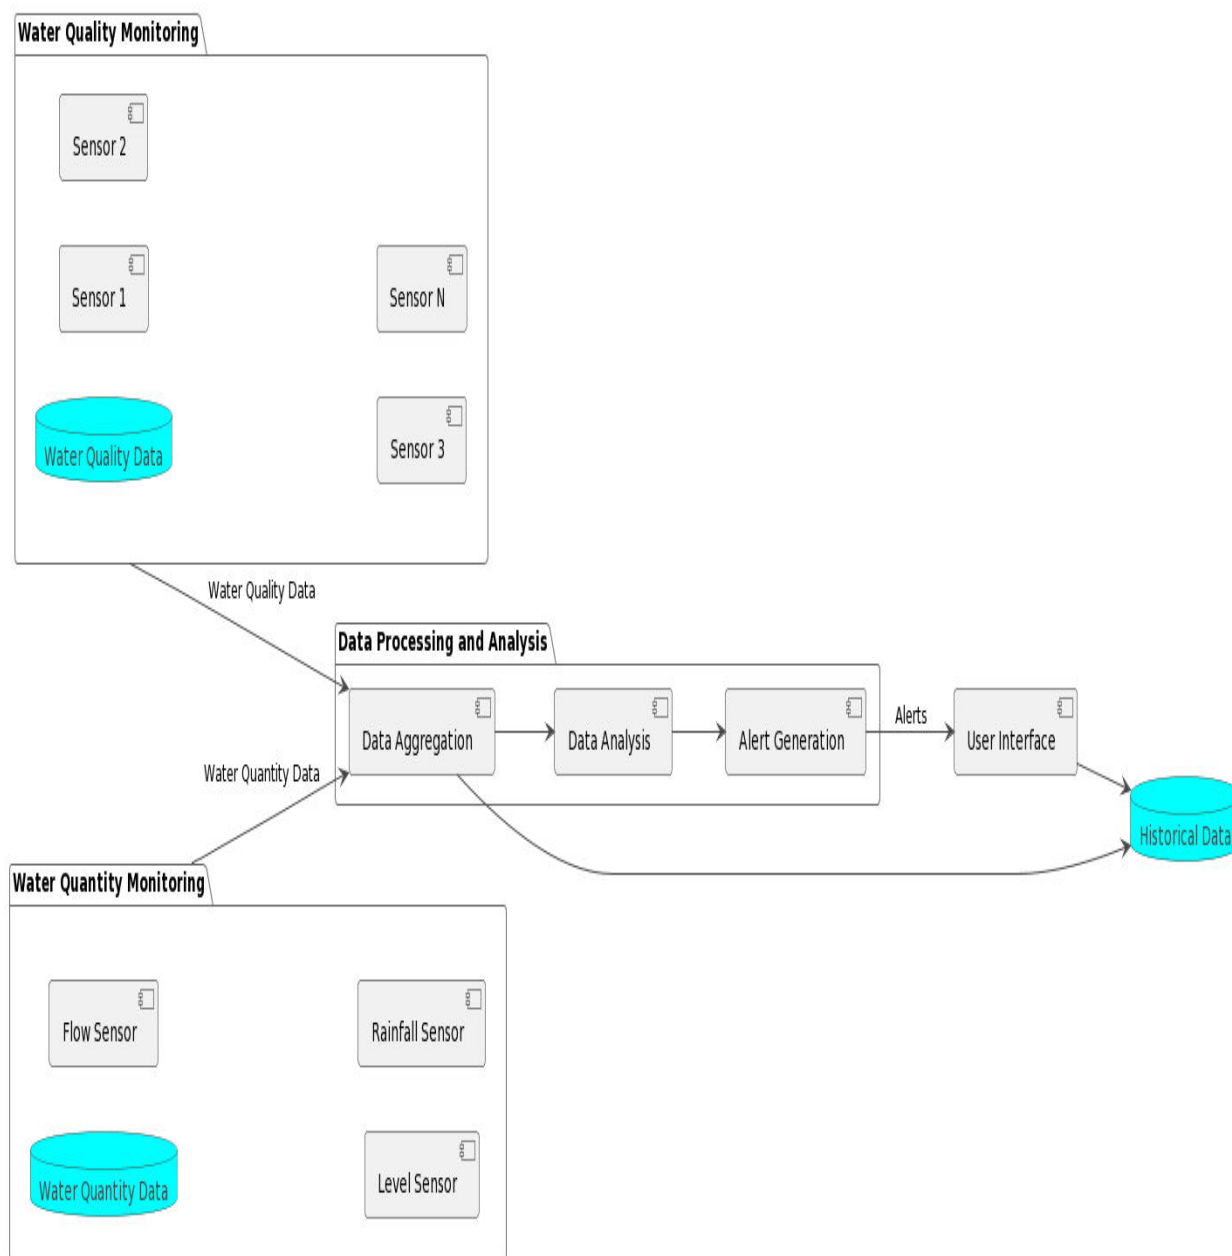 Water Quality Monitoring
Sensor 2
Sensor 1
Sensor N
Water Quality Data
Sensor 3
Water Quality Data
Data Processing and Analysis
Data Aggregation
Data Analysis
Alert Generation
Alerts
User Interface
Water Quantity Data
Historical Data
Water Quantity Monitoring
Flow Sensor
Rainfall Sensor
Water Quantity Data
Level Sensor